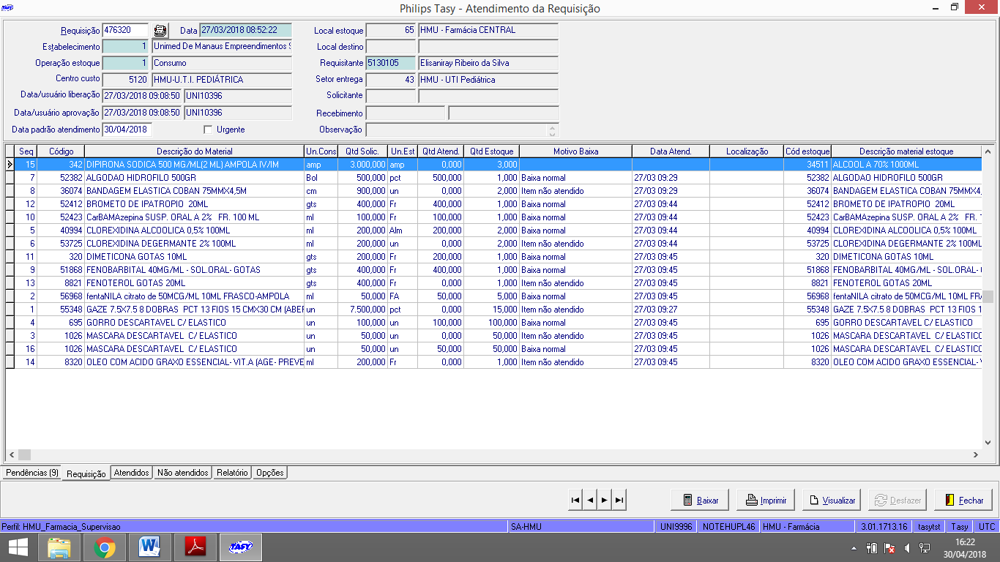 TASY Philips Tasy - Atendimento da Requisição
Requisição 476320 Data 27/03/2018 08:52:22 Local estoque 65 HMU - Farmácia CENTRAL
Estabelecimento 1 Unimed De Manaus Empreendimentos S Local destino
Operação estoque 1 Consumo Requisitante 5130105 Elisaniray Ribeiro da Silva
Centro custo 5120 HMU-U.T.I. PEDIÁTRICA Setor entrega 43 HMU - UTI Pediátrica
Data/usuário liberação 27/03/2018 09:08:50 UNI10396 Solicitante
Data/usuário aprovação 27/03/2018 09:08:50 UNI10396 Recebimento
Data padrão atendimento 30/04/2018 Urgente Observação
Seq Código Descrição do Material Un.Cons Qtd Solic. Un.Est Qtd Atend. Qtd Estoque Motivo Baixa Data Atend. Localização Cód estoque Descrição material estoque
15 342 DIPIRONA SODICA 500 MG/ML(2 ML) AMPOLA IV/IM amp 3.000,000 amp 0,000 3,000 34511 ALCOOL A 70% 1000ML
7 52382 ALGODAO HIDROFILO 500GR Bol 500,000 pct 500,000 1,000 Baixa normal 27/03 09:29 52382 ALGODAO HIDROFILO 500GR
8 36074 BANDAGEM ELASTICA COBAN 75MMX4,5M cm 900,000 un 0,000 2,000 Item não atendido 27/03 09:29 36074 BANDAGEM ELASTICA COBAN 75MMX4,
12 52412 BROMETO DE IPATROPIO 20ML gts 400,000 Fr 400,000 1,000 Baixa normal 27/03 09:44 52412 BROMETO DE IPATROPIO 20ML
10 52423 CarBAMAzepina SUSP. ORAL A 2% FR. 100 ML ml 100,000 Fr 100,000 1,000 Baixa normal 27/03 09:44 52423 CarBAMAzepina SUSP. ORAL A 2% FR.
5 40994 CLOREXIDINA ALCOOLICA 0,5% 100ML ml 200,000 Alm 200,000 2,000 Baixa normal 27/03 09:44 40994 CLOREXIDINA ALCOOLICA 0,5% 100ML
6 53725 CLOREXIDINA DEGERMANTE 2% 100ML ml 200,000 un 0,000 2,000 Item não atendido 27/03 09:44 53725 CLOREXIDINA DEGERMANTE 2% 100ML
11 320 DIMETICONA GOTAS 10ML gts 200,000 Fr 200,000 1,000 Baixa normal 27/03 09:45 320 DIMETICONA GOTAS 10ML
9 51868 FENOBARBITAL 40MG/ML - SOL.ORAL- GOTAS gts 400,000 Fr 400,000 1,000 Baixa normal 27/03 09:45 51868 FENOBARBITAL 40MG/ML - SOL.ORAL-
13 8821 FENOTEROL GOTAS 20ML gts 400,000 Fr 0,000 1,000 Item não atendido 27/03 09:45 8821 FENOTEROL GOTAS 20ML
2 56968 fentaNILA citrato de 50MCG/ML 10ML FRASCO-AMPOLA ml 50,000 FA 50,000 5,000 Baixa normal 27/03 09:45 56968 fentaNILA citrato de 50MCG/ML 10ML FRA
1 55348 GAZE 7.5X7.5 8 DOBRAS PCT 13 FIOS 15 CMX30 CM (ABER un 7.500,000 pct 0,000 15,000 Item não atendido 27/03 09:27 55348 GAZE 7.5X7.5 8 DOBRAS PCT 13 FIOS 1
4 695 GORRO DESCARTAVEL C/ ELASTICO un 100,000 un 100,000 100,000 Baixa normal 27/03 09:45 695 GORRO DESCARTAVEL C/ ELASTICO
3 1026 MASCARA DESCARTAVEL C/ ELASTICO un 50,000 un 0,000 50,000 Item não atendido 27/03 09:45 1026 MASCARA DESCARTAVEL C/ ELASTICO
16 1026 MASCARA DESCARTAVEL C/ ELASTICO un 50,000 un 50,000 50,000 Baixa normal 27/03 09:45 1026 MASCARA DESCARTAVEL C/ ELASTICO
14 8320 OLEO COM ACIDO GRAXO ESSENCIAL- VIT.A (AGE- PREVE ml 200,000 Fr 0,000 1,000 Item não atendido 27/03 09:45 8320 OLEO COM ACIDO GRAXO ESSENCIAL- V
Pendências (9) Requisição Atendidos Não atendidos Relatório Opções
Baixar Imprimir Visualizar Desfazer Fechar
Perfil: HMU_Farmacia_Supervisao SA-HMU UNI9996 NOTEHUPL46 HMU - Farmácia 3.01.1713.16 tasytst Tasy UTC
TASY 16:22
30/04/2018